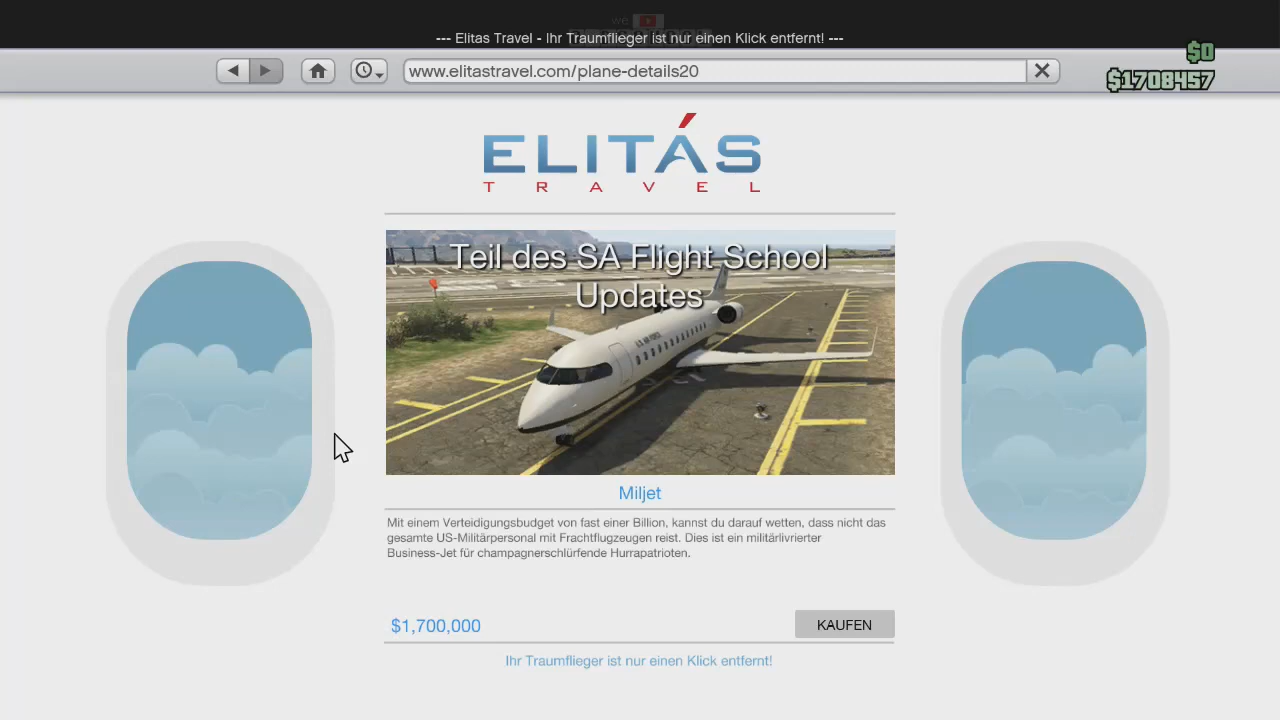 we
--- Elitas Travel - Ihr Traumflieger ist nur einen Klick entfernt! ---
$0
www.elitastravel.com/plane-details20
$1708457
ELITÁS
TRAVEL
Teil des SA Flight School
Updates
U.S. AIR FORCE
Miljet
Mit einem Verteidigungsbudget von fast einer Billion, kannst du darauf wetten, dass nicht das
gesamte US-Militärpersonal mit Frachtflugzeugen reist. Dies ist ein militärlivrierter
Business-Jet für champagnerschlürfende Hurrapatrioten.
$1,700,000
KAUFEN
Ihr Traumflieger ist nur einen Klick entfernt!